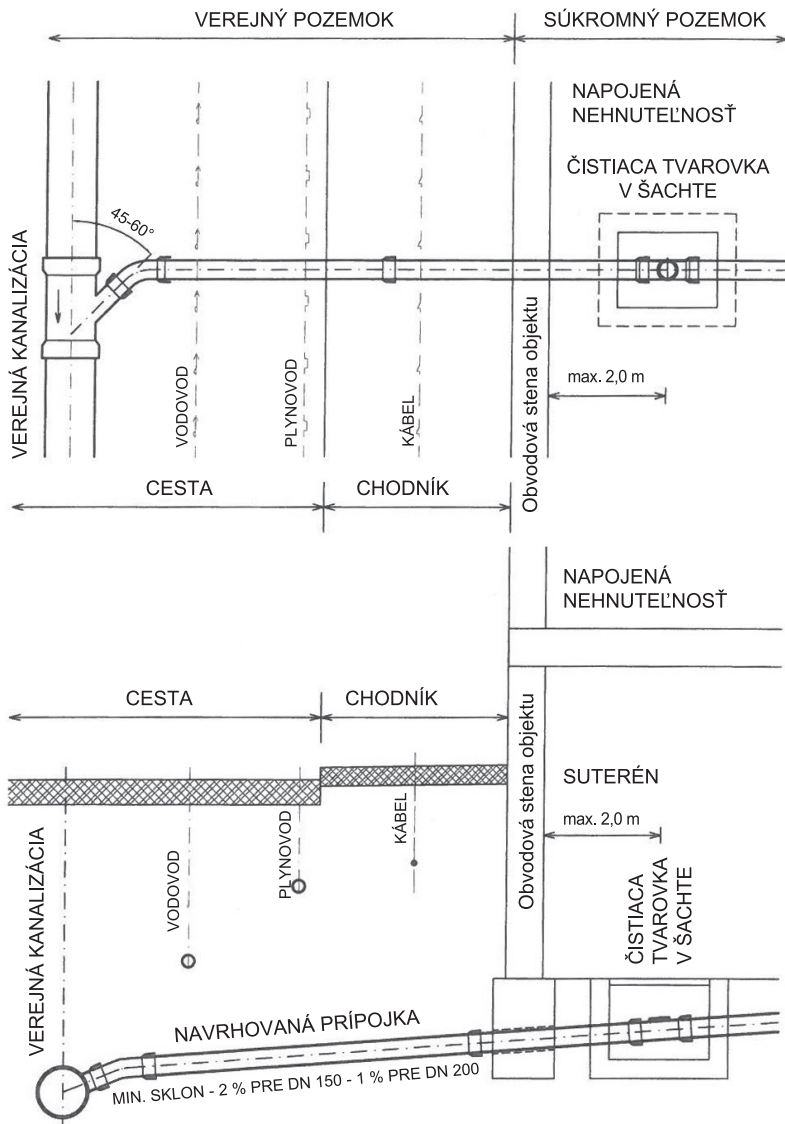 VEREJNÝ POZEMOK
SÚKROMNÝ POZEMOK
NAPOJENÁ
NEHNUTEĽNOSŤ
ČISTIACA TVAROVKA
V ŠACHTE
45-60°
VEREJNÁ KANALIZÁCIA
VODOVOD
PLYNOVOD
KÁBEL
Obvodová stena objektu
max. 2,0 m
CESTA
CHODNÍK
NAPOJENÁ
NEHNUTEĽNOSŤ
CESTA
CHODNÍK
Obvodová stena objektu
SUTERÉN
max. 2,0 m
VEREJNÁ KANALIZÁCIA
VODOVOD
PLYNOVOD
KÁBEL
ČISTIACA
TVAROVKA
V ŠACHTE
NAVRHOVANÁ PRÍPOJKA
MIN. SKLON - 2 % PRE DN 150 - 1 % PRE DN 200